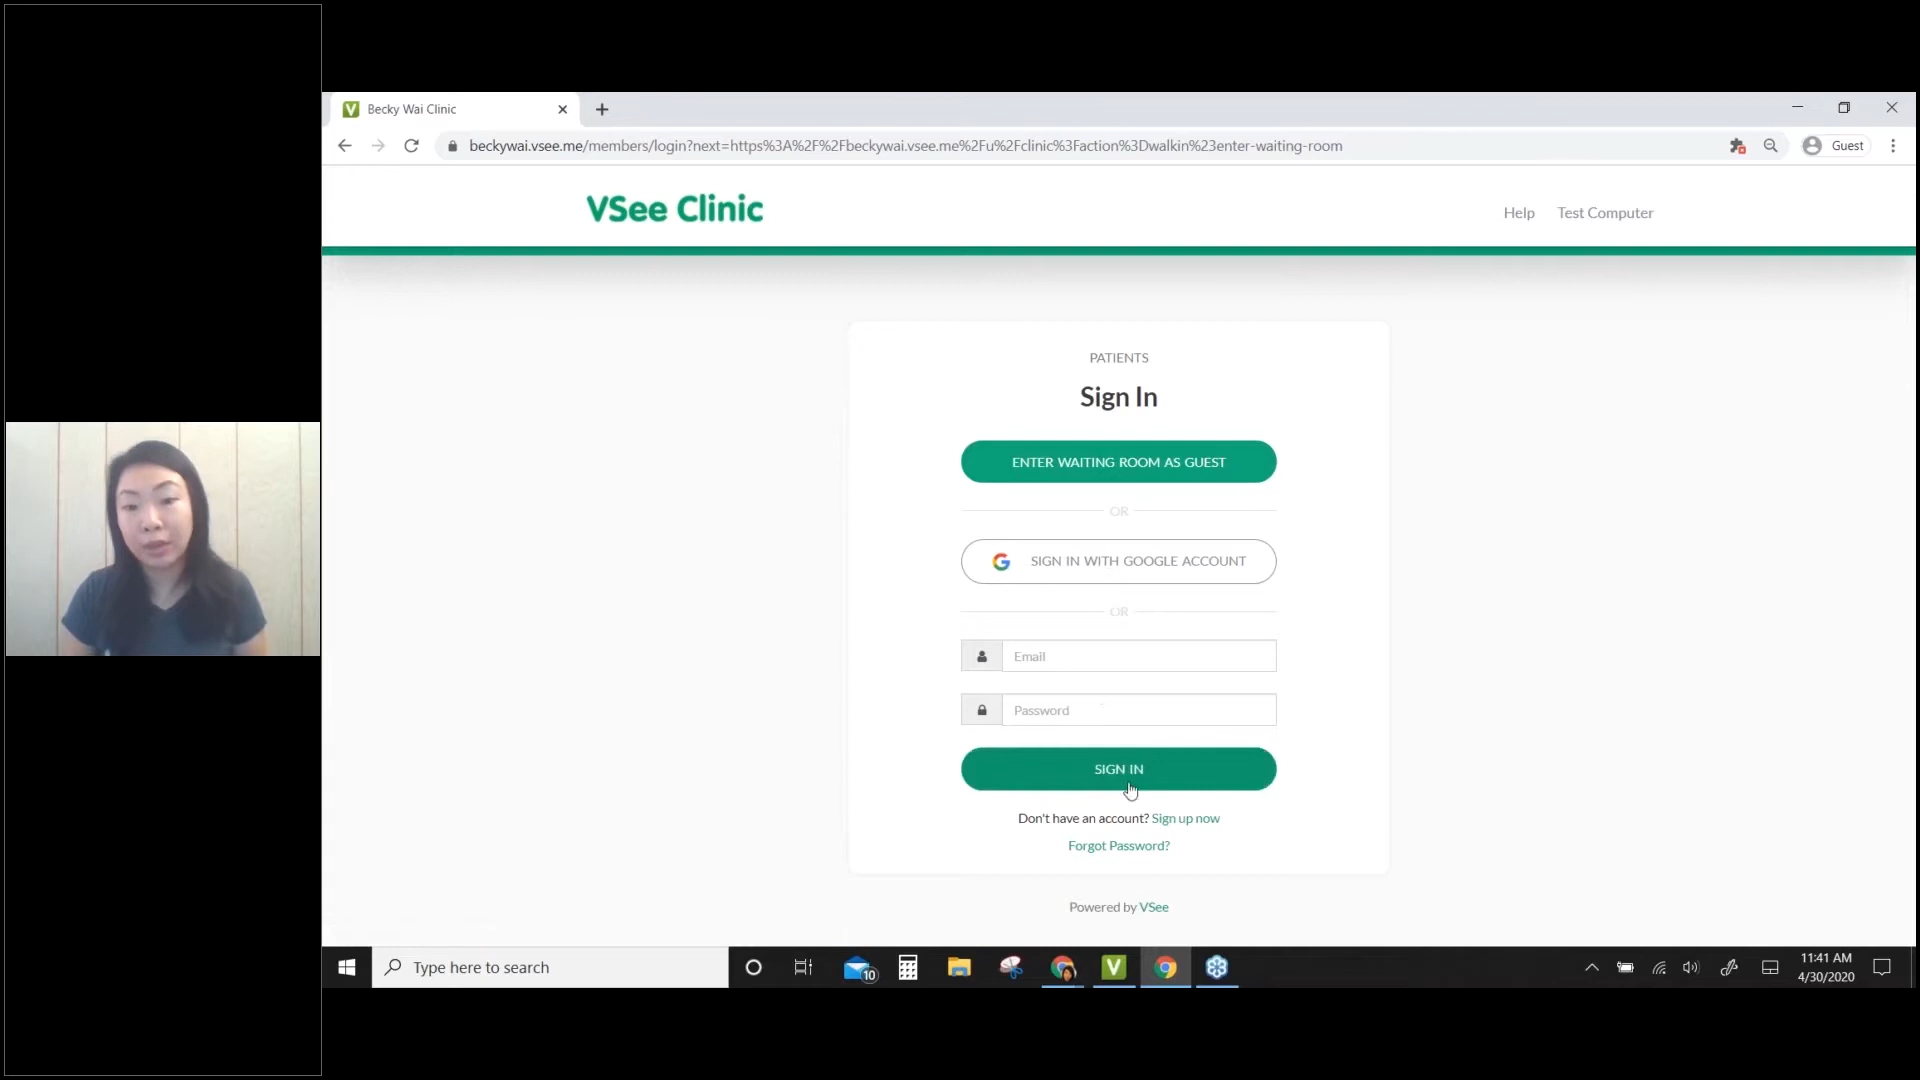 Becky Wai Clinic
beckywai.vsee.me/members/login?next=https%3A%2F%2Fbeckywai.vsee.me%2Fu%2Fclinic%3Faction%3Dwalkin%23enter-waiting-room
Guest
VSee Clinic
Help
Test Computer
PATIENTS
Sign In
ENTER WAITING ROOM AS GUEST
OR
SIGN IN WITH GOOGLE ACCOUNT
OR
Email
Password
SIGN IN
Don't have an account? Sign up now
Forgot Password?
Powered by VSee
Type here to search
10
11:41 AM
4/30/2020